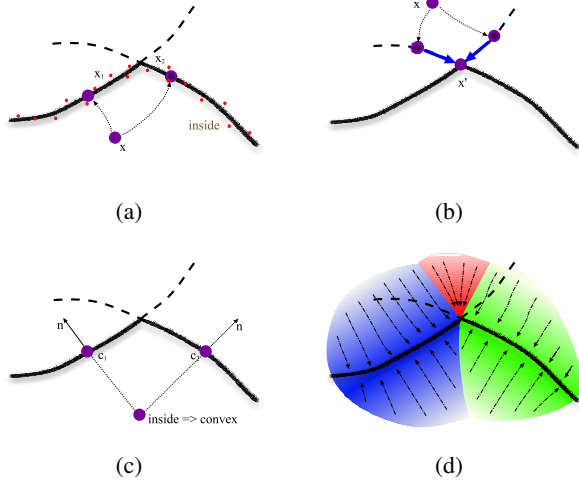 x
x₁
x₂
inside
x
x'
(a)
(b)
n
n
c₁
c₂
inside => convex
(c)
(d)